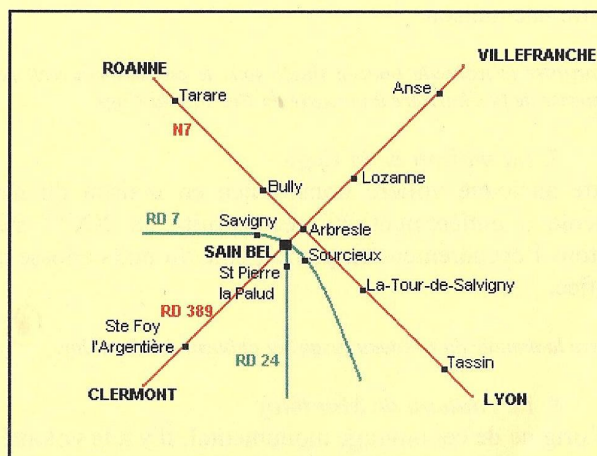 VILLEFRANCHE
ROANNE
Anse
Tarare
N7
Lozanne
Bully
RD 7
Savigny
Arbresle
SAIN BEL
Sourcieux
St Pierre
la Palud
La-Tour-de-Salvigny
RD 389
Ste Foy
l'Argentière
RD 24
Tassin
CLERMONT
LYON